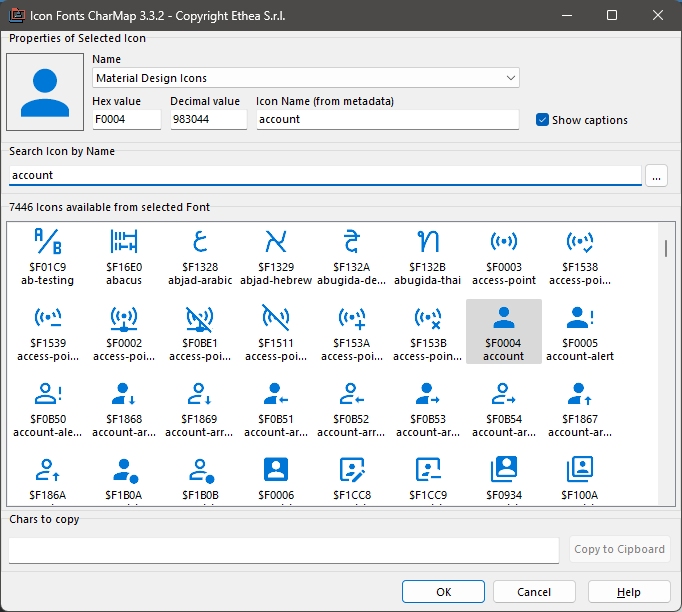 Icon Fonts CharMap 3.3.2 - Copyright Ethea S.r.l.
Properties of Selected Icon
Name
Material Design Icons
Hex value Decimal value Icon Name (from metadata)
F0004 983044 account Show captions
Search Icon by Name
account ...
7446 Icons available from selected Font
A/B ع א दे ท
$F01C9 $F16E0 $F1328 $F1329 $F132A $F132B $F0003 $F1538
ab-testing abacus abjad-arabic abjad-hebrew abugida-de... abugida-thai access-point access-poi...
$F1539 $F0002 $F0BE1 $F1511 $F153A $F153B $F0004 $F0005
access-poi... access-poi... access-poi... access-poi... access-poi... access-poin... account account-alert
$F0B50 $F1868 $F1869 $F0B51 $F0B52 $F0B53 $F0B54 $F1867
account-ale... account-ar... account-arr... account-ar... account-arr... account-ar... account-ar... account-ar...
$F186A $F1B0A $F1B0B $F0006 $F1CC8 $F1CC9 $F0934 $F100A
Chars to copy
Copy to Clipboard
OK Cancel Help